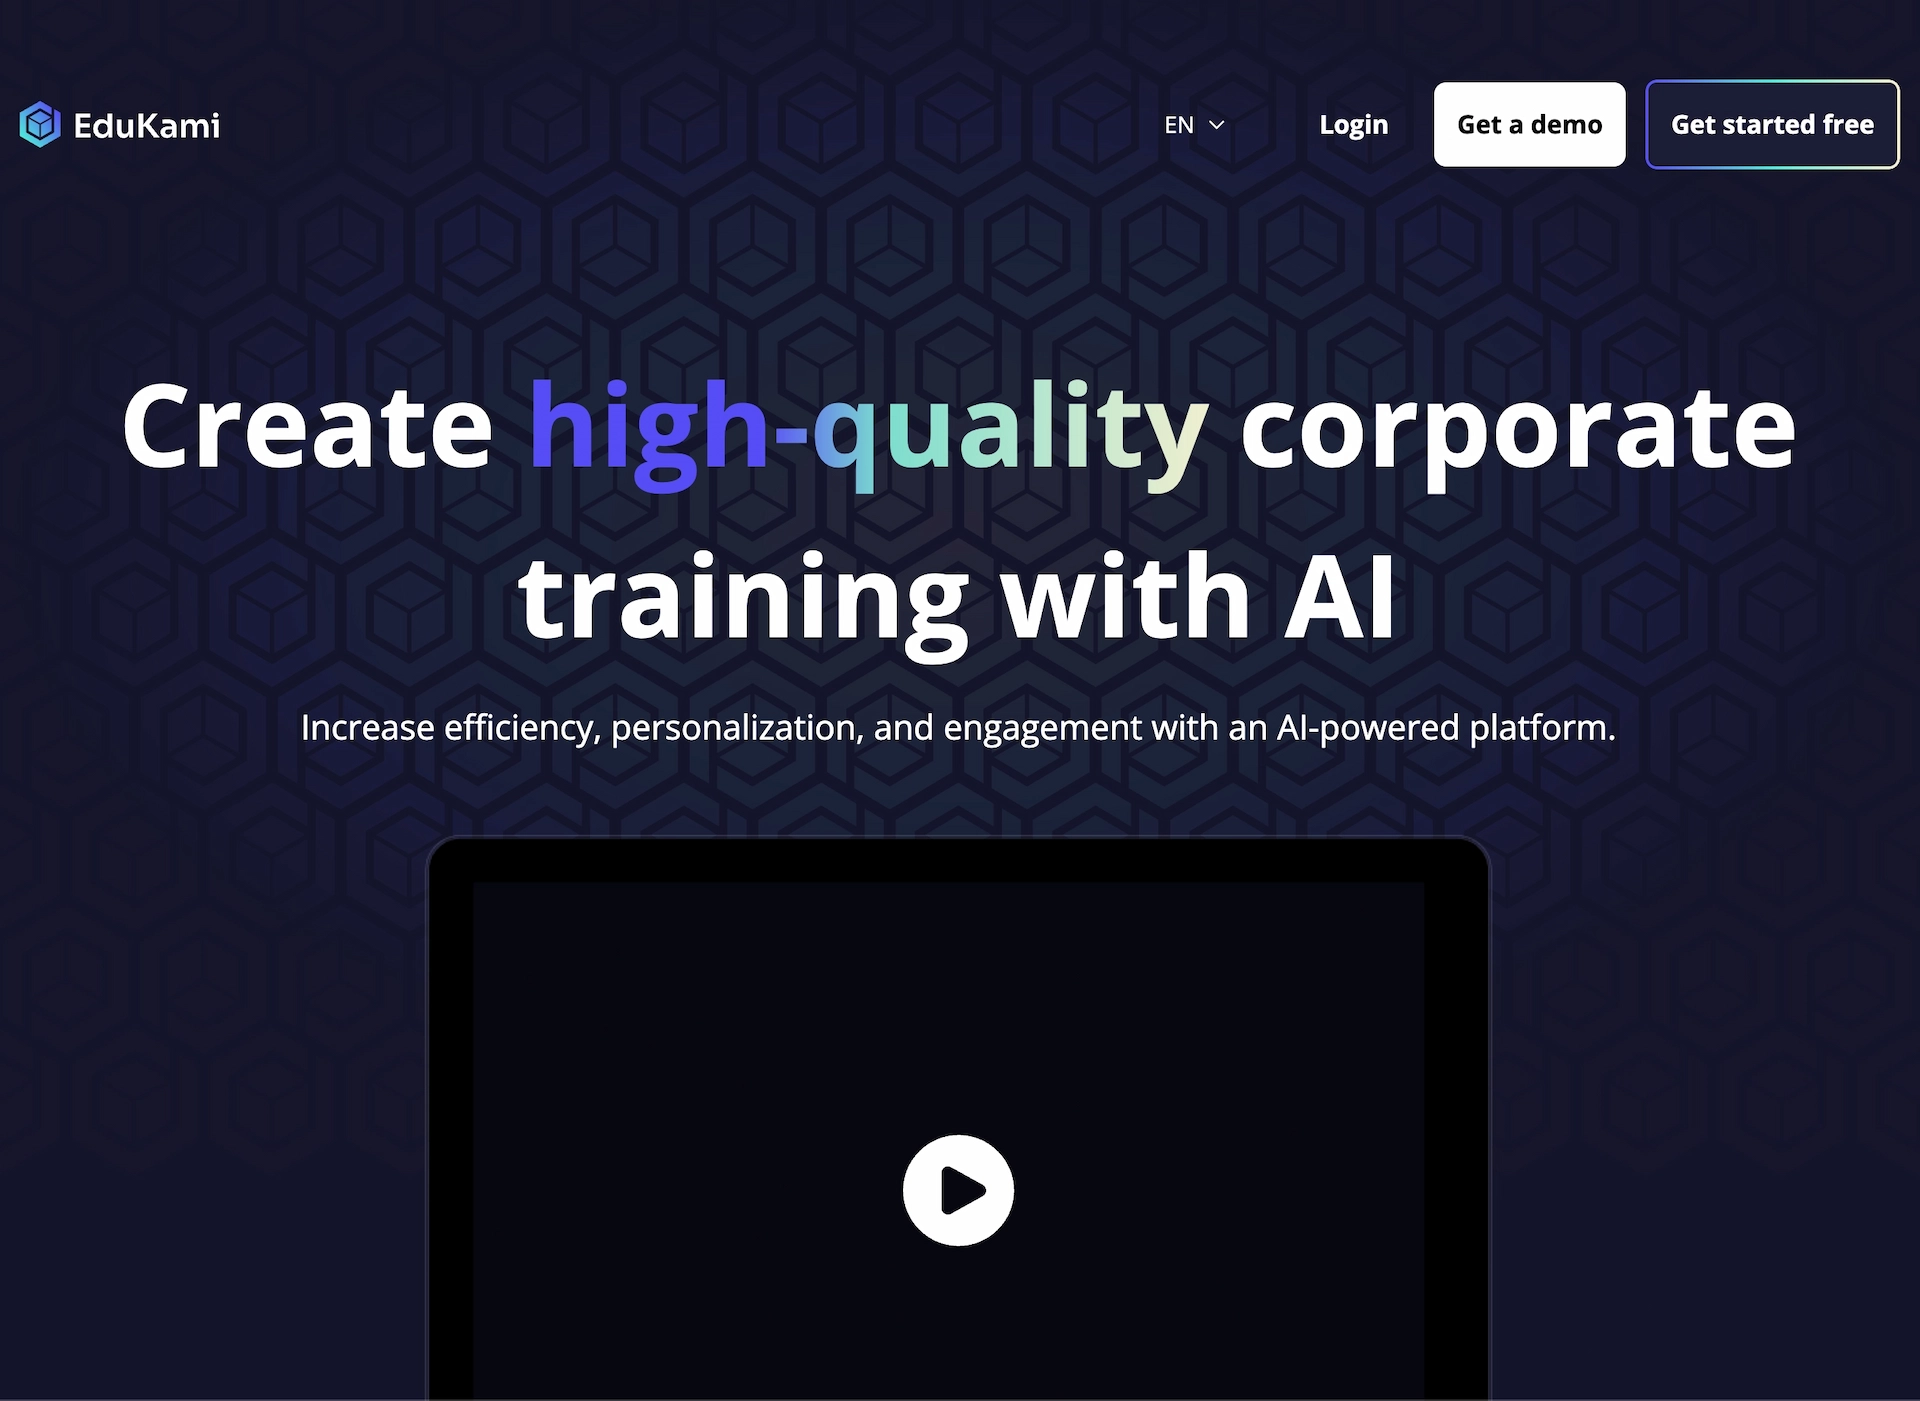 EduKami
EN
Login
Get a demo
Get started free
Create high-quality corporate
training with AI
Increase efficiency, personalization, and engagement with an AI-powered platform.